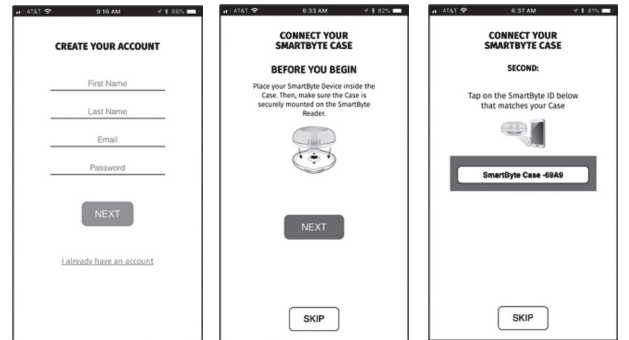 AT&T 9:16 AM 86%
CREATE YOUR ACCOUNT
First Name
Last Name
Email
Password
NEXT
I already have an account
AT&T 6:33 AM 82%
CONNECT YOUR
SMARTBYTE CASE
BEFORE YOU BEGIN
Place your SmartByte Device inside the
Case. Then, make sure the Case is
securely mounted on the SmartByte
Reader.
NEXT
SKIP
AT&T 6:37 AM 81%
CONNECT YOUR
SMARTBYTE CASE
SECOND:
Tap on the SmartByte ID below
that matches your Case
SmartByte Case -69A9
SKIP